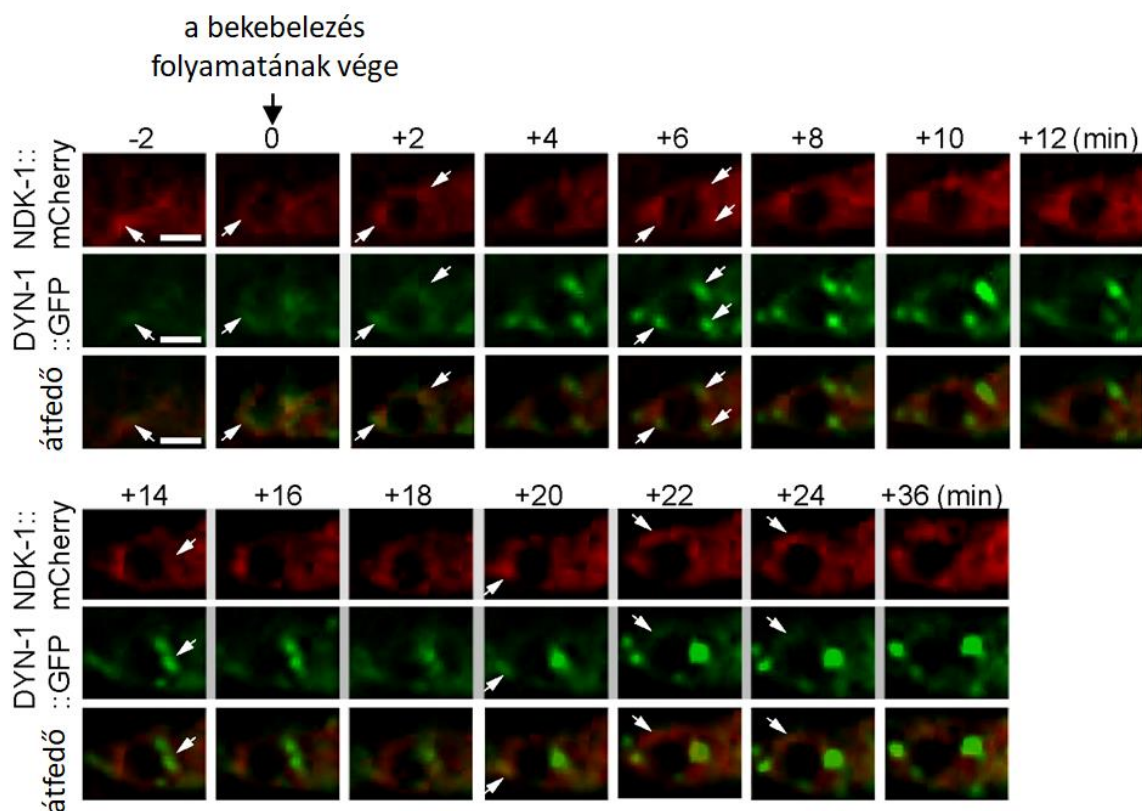 a bekebelezés
folyamatának vége
-2 0 +2 +4 +6 +8 +10 +12 (min)
NDK-1::
mCherry
DYN-1
::GFP
átfedő
+14 +16 +18 +20 +22 +24 +36 (min)
NDK-1::
mCherry
DYN-1
::GFP
átfedő